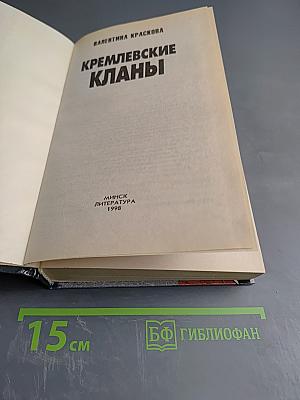 ВАЛЕНТИНА КРАСКОВА
КРЕМЛЕВСКИЕ
КЛАНЫ
МИНСК
ЛИТЕРАТУРА
1998
15 см
БФ ГИБЛИОФАН